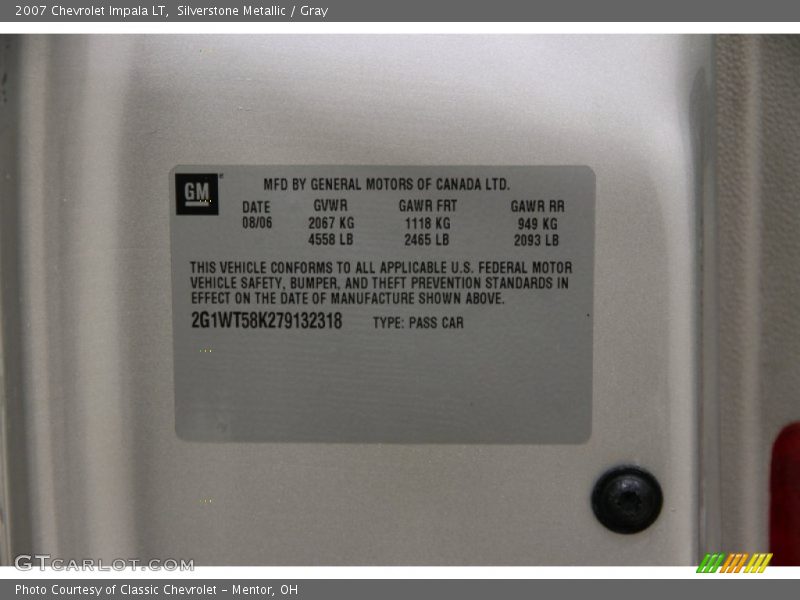 2007 Chevrolet Impala LT, Silverstone Metallic / Gray
GM
MFD BY GENERAL MOTORS OF CANADA LTD.
DATE GVWR GAWR FRT GAWR RR
08/06 2067 KG 1118 KG 949 KG
4558 LB 2465 LB 2093 LB
THIS VEHICLE CONFORMS TO ALL APPLICABLE U.S. FEDERAL MOTOR
VEHICLE SAFETY, BUMPER, AND THEFT PREVENTION STANDARDS IN
EFFECT ON THE DATE OF MANUFACTURE SHOWN ABOVE.
2G1WT58K279132318 TYPE: PASS CAR
GTCARLOT.COM
Photo Courtesy of Classic Chevrolet - Mentor, OH